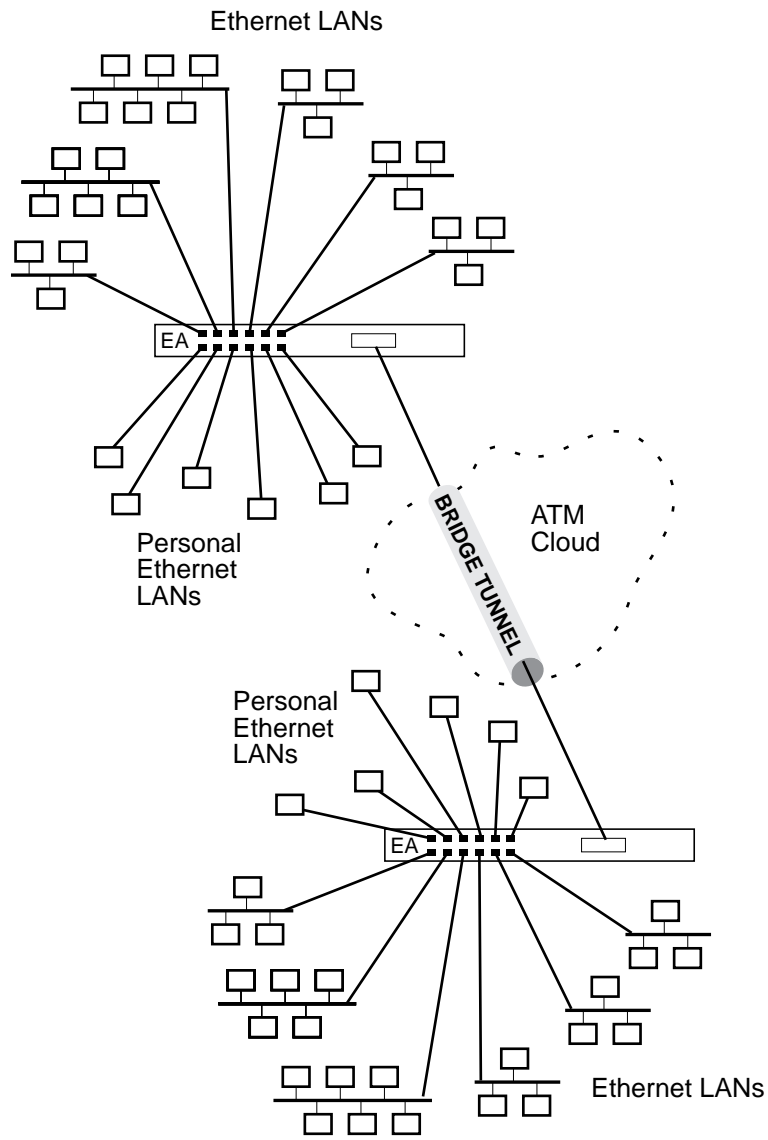 Ethernet LANs
EA
Personal
Ethernet
LANs
ATM
Cloud
BRIDGE TUNNEL
Personal
Ethernet
LANs
EA
Ethernet LANs